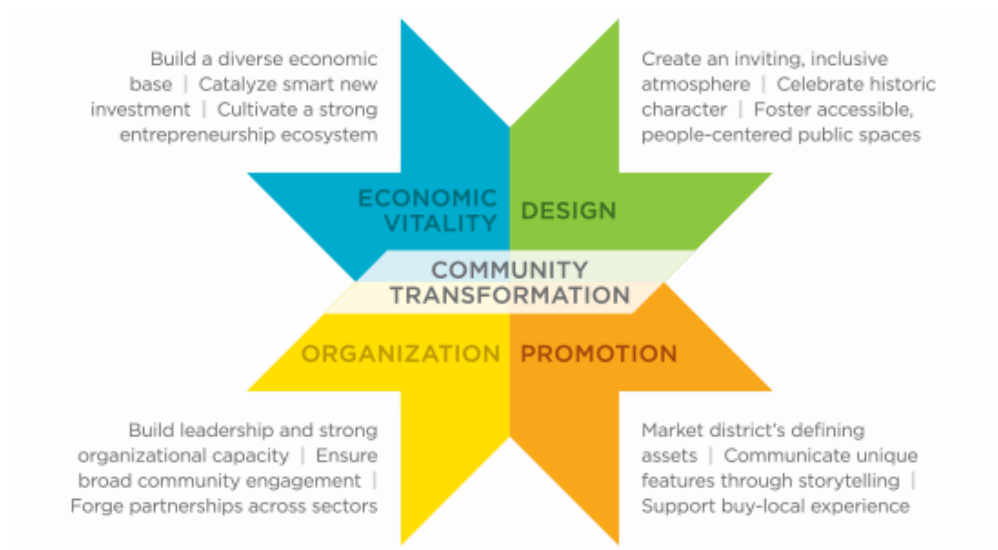 Build a diverse economic
base | Catalyze smart new
investment | Cultivate a strong
entrepreneurship ecosystem
Create an inviting, inclusive
atmosphere | Celebrate historic
character | Foster accessible,
people-centered public spaces
ECONOMIC
VITALITY
DESIGN
COMMUNITY
TRANSFORMATION
ORGANIZATION
PROMOTION
Build leadership and strong
organizational capacity | Ensure
broad community engagement |
Forge partnerships across sectors
Market district's defining
assets | Communicate unique
features through storytelling |
Support buy-local experience